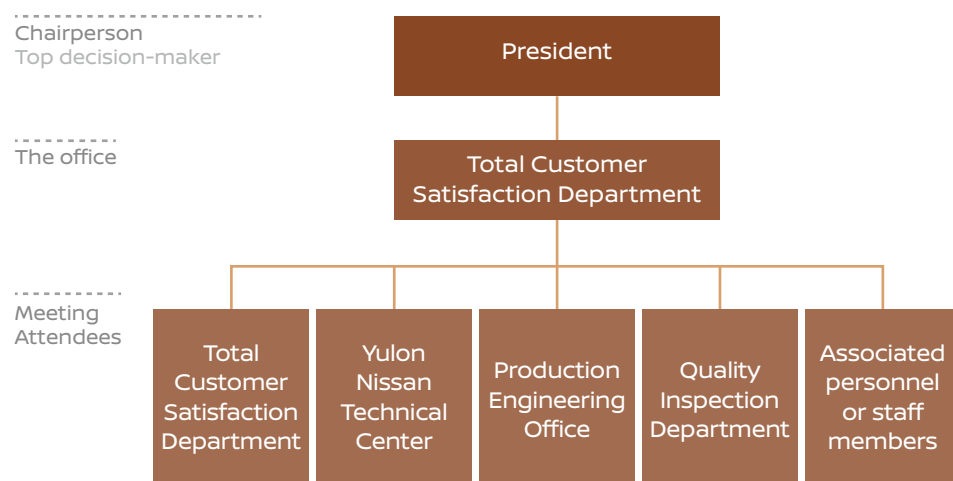 Chairperson
Top decision-maker
President
The office
Total Customer
Satisfaction Department
Meeting
Attendees
Total
Customer
Satisfaction
Department
Yulon
Nissan
Technical
Center
Production
Engineering
Office
Quality
Inspection
Department
Associated
personnel
or staff
members